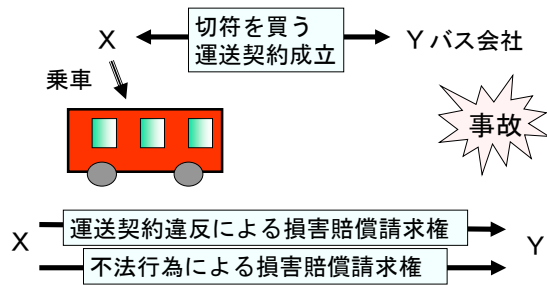 切符を買う
運送契約成立
X
Y バス会社
乗車
事故
運送契約違反による損害賠償請求権
X
Y
不法行為による損害賠償請求権